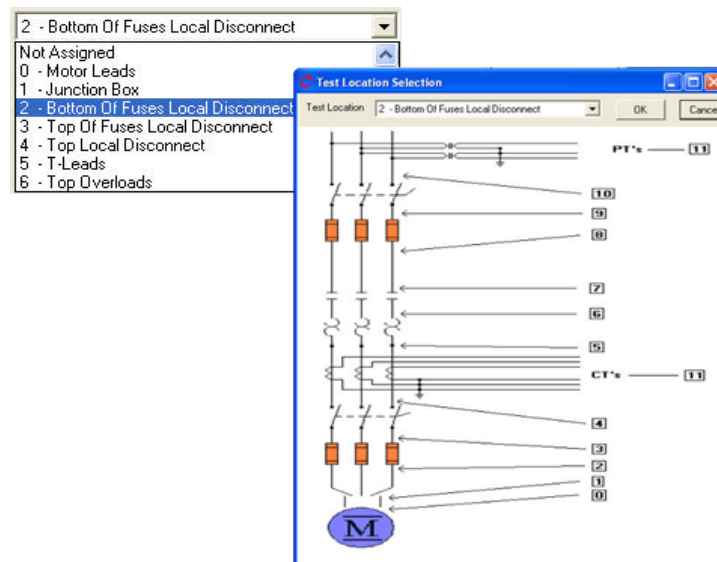 2 - Bottom Of Fuses Local Disconnect
Not Assigned
0 - Motor Leads
1 - Junction Box
2 - Bottom Of Fuses Local Disconnect
3 - Top Of Fuses Local Disconnect
4 - Top Local Disconnect
5 - T-Leads
6 - Top Overloads
Test Location Selection
Test Location 2 - Bottom Of Fuses Local Disconnect OK Cance
PT's 11
10
9
8
7
6
5
CT's 11
4
3
2
1
0
M